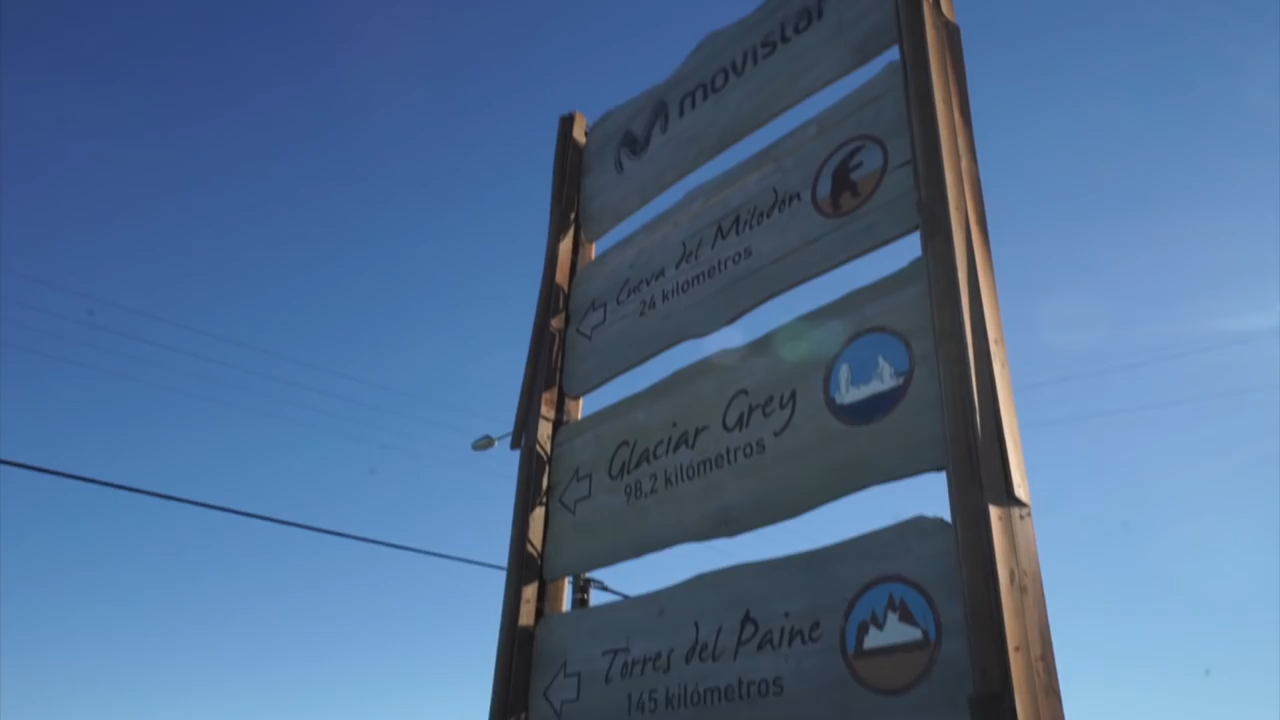 movistar
Cueva del Milodón
24 kilómetros
Glaciar Grey
98,2 kilómetros
Torres del Paine
145 kilómetros